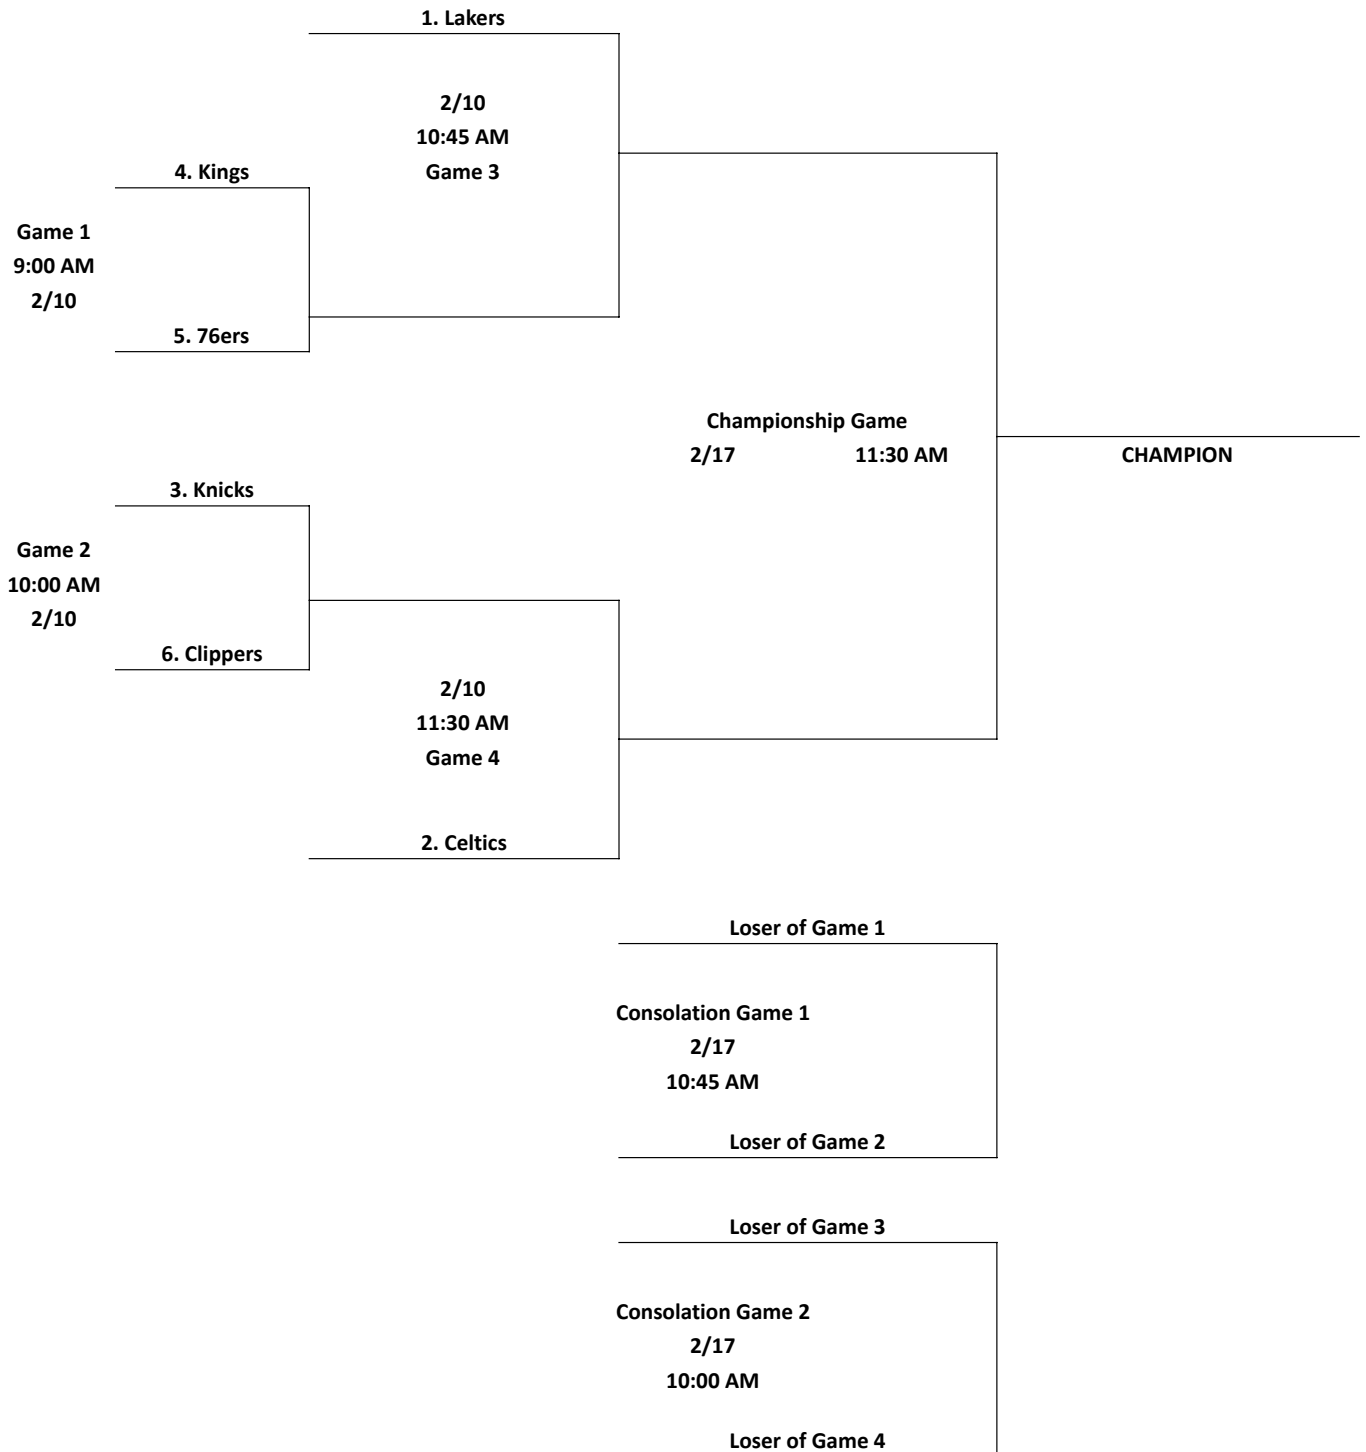 1. Lakers
2/10
10:45 AM
Game 3
4. Kings
Game 1
9:00 AM
2/10
5. 76ers
Championship Game
2/17 11:30 AM
CHAMPION
3. Knicks
Game 2
10:00 AM
2/10
6. Clippers
2/10
11:30 AM
Game 4
2. Celtics
Loser of Game 1
Consolation Game 1
2/17
10:45 AM
Loser of Game 2
Loser of Game 3
Consolation Game 2
2/17
10:00 AM
Loser of Game 4